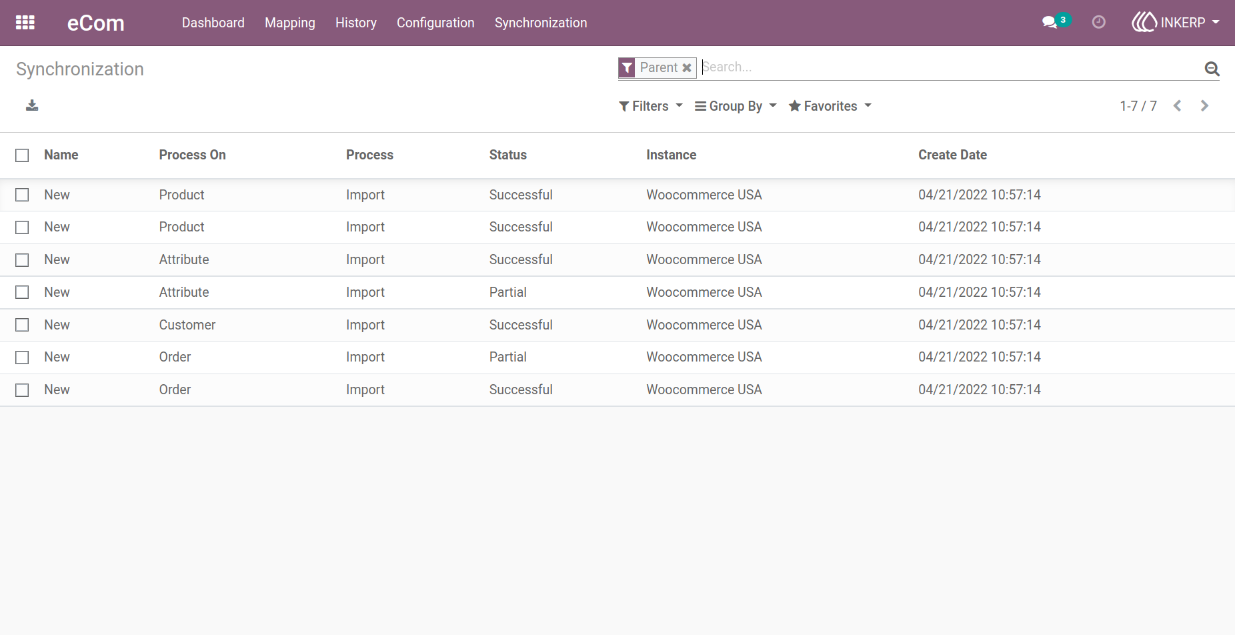 eCom Dashboard Mapping History Configuration Synchronization 3 INKERP
Synchronization Parent Search...
Filters Group By Favorites 1-7 / 7
Name Process On Process Status Instance Create Date
New Product Import Successful Woocommerce USA 04/21/2022 10:57:14
New Product Import Successful Woocommerce USA 04/21/2022 10:57:14
New Attribute Import Successful Woocommerce USA 04/21/2022 10:57:14
New Attribute Import Partial Woocommerce USA 04/21/2022 10:57:14
New Customer Import Successful Woocommerce USA 04/21/2022 10:57:14
New Order Import Partial Woocommerce USA 04/21/2022 10:57:14
New Order Import Successful Woocommerce USA 04/21/2022 10:57:14